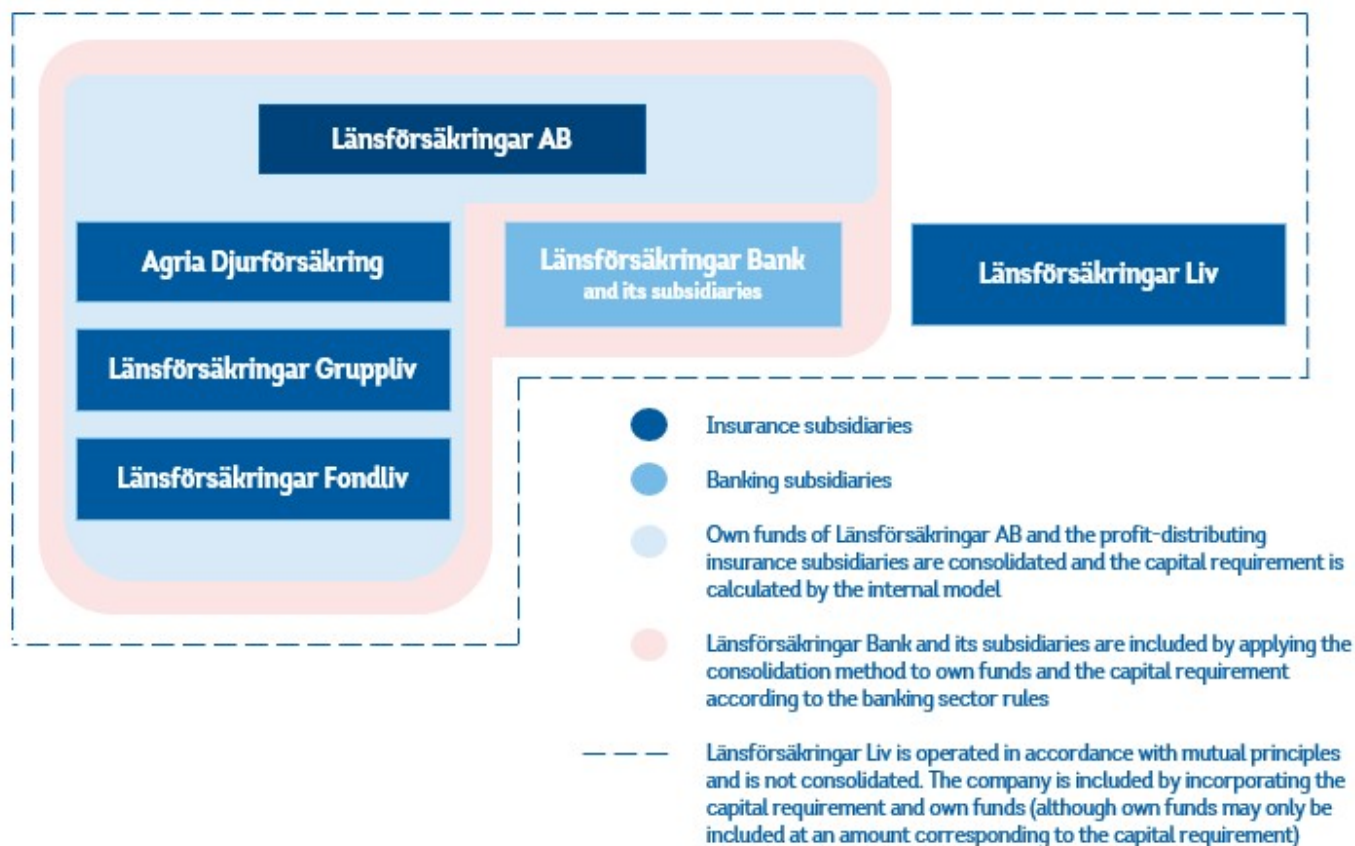 Länsförsäkringar AB
Agria Djurförsäkring
Länsförsäkringar Bank
and its subsidiaries
Länsförsäkringar Liv
Länsförsäkringar Gruppliv
Länsförsäkringar Fondliv
Insurance subsidiaries
Banking subsidiaries
Own funds of Länsförsäkringar AB and the profit-distributing
insurance subsidiaries are consolidated and the capital requirement is
calculated by the internal model
Länsförsäkringar Bank and its subsidiaries are included by applying the
consolidation method to own funds and the capital requirement
according to the banking sector rules
Länsförsäkringar Liv is operated in accordance with mutual principles
and is not consolidated. The company is included by incorporating the
capital requirement and own funds (although own funds may only be
included at an amount corresponding to the capital requirement)